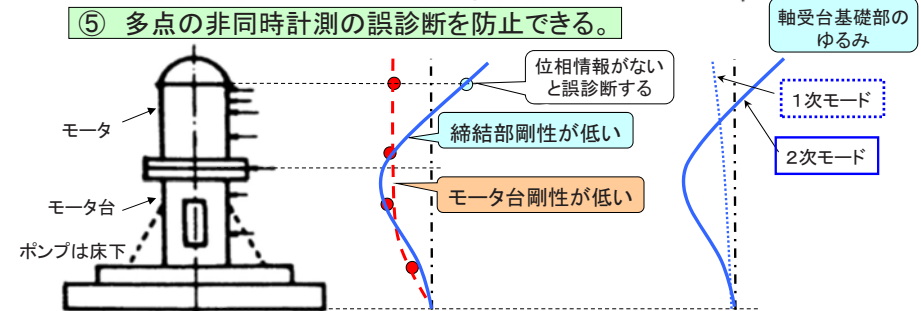 ⑤ 多点の非同時計測の誤診断を防止できる。
軸受台基礎部の
ゆるみ
位相情報がない
と誤診断する
1次モード
モータ
締結部剛性が低い
2次モード
モータ台剛性が低い
モータ台
ポンプは床下